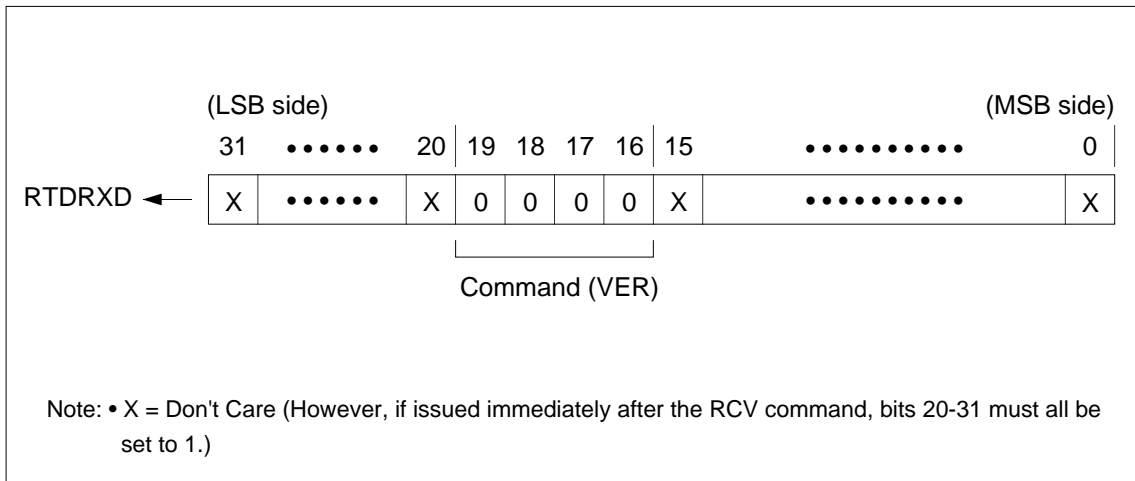 (LSB side) (MSB side)
31 •••••• 20 19 18 17 16 15 •••••••••• 0
RTDRXD X •••••• X 0 0 0 0 X •••••••••• X
Command (VER)
Note: • X = Don't Care (However, if issued immediately after the RCV command, bits 20-31 must all be
set to 1.)